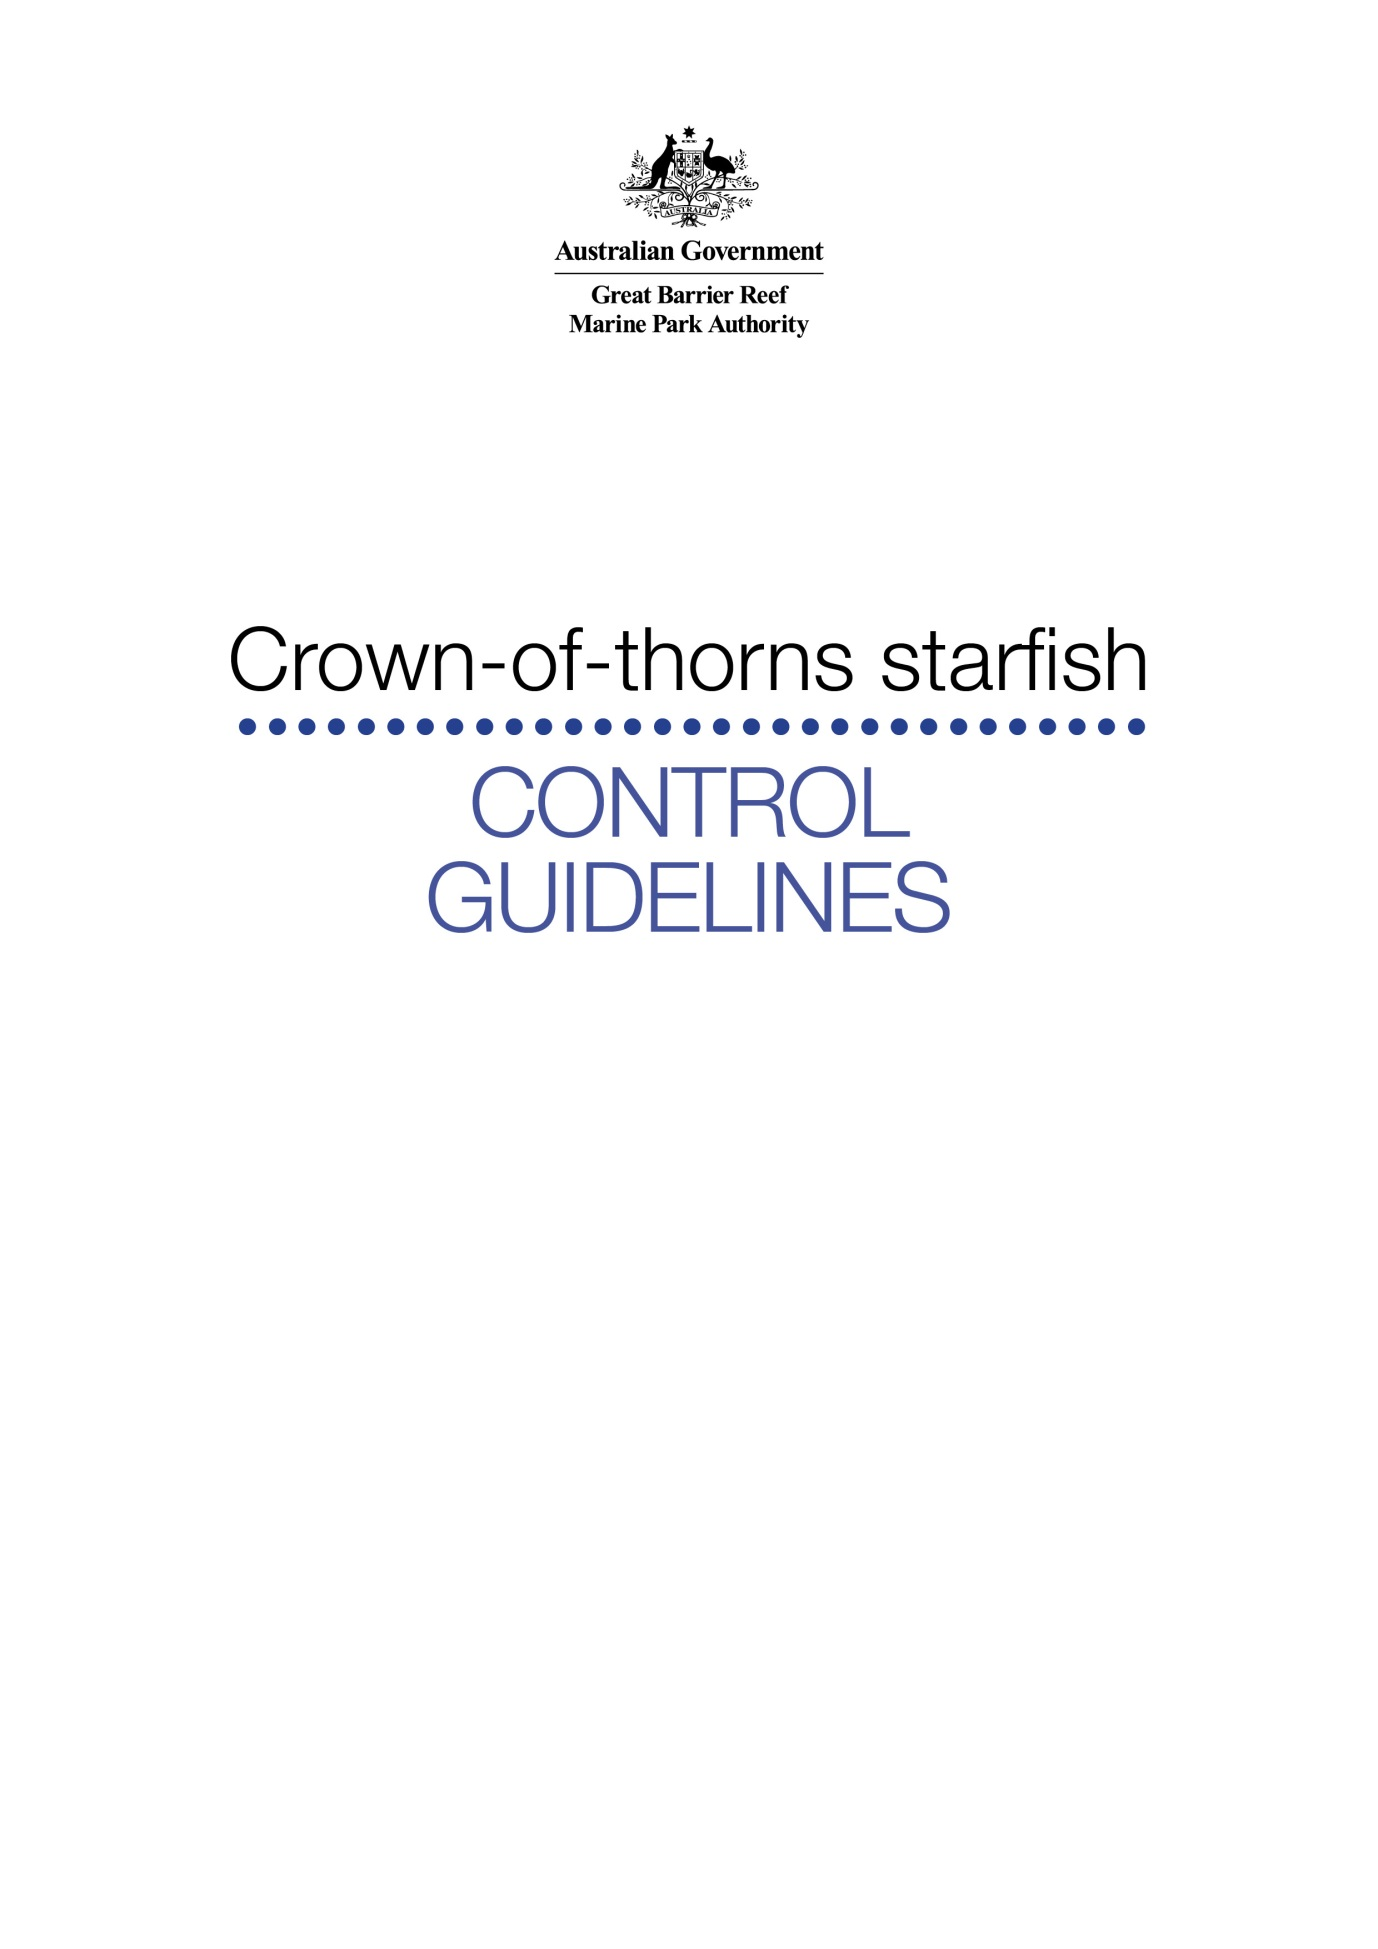 AUSTRALIA
Australian Government
Great Barrier Reef
Marine Park Authority
Crown-of-thorns starfish
CONTROL
GUIDELINES